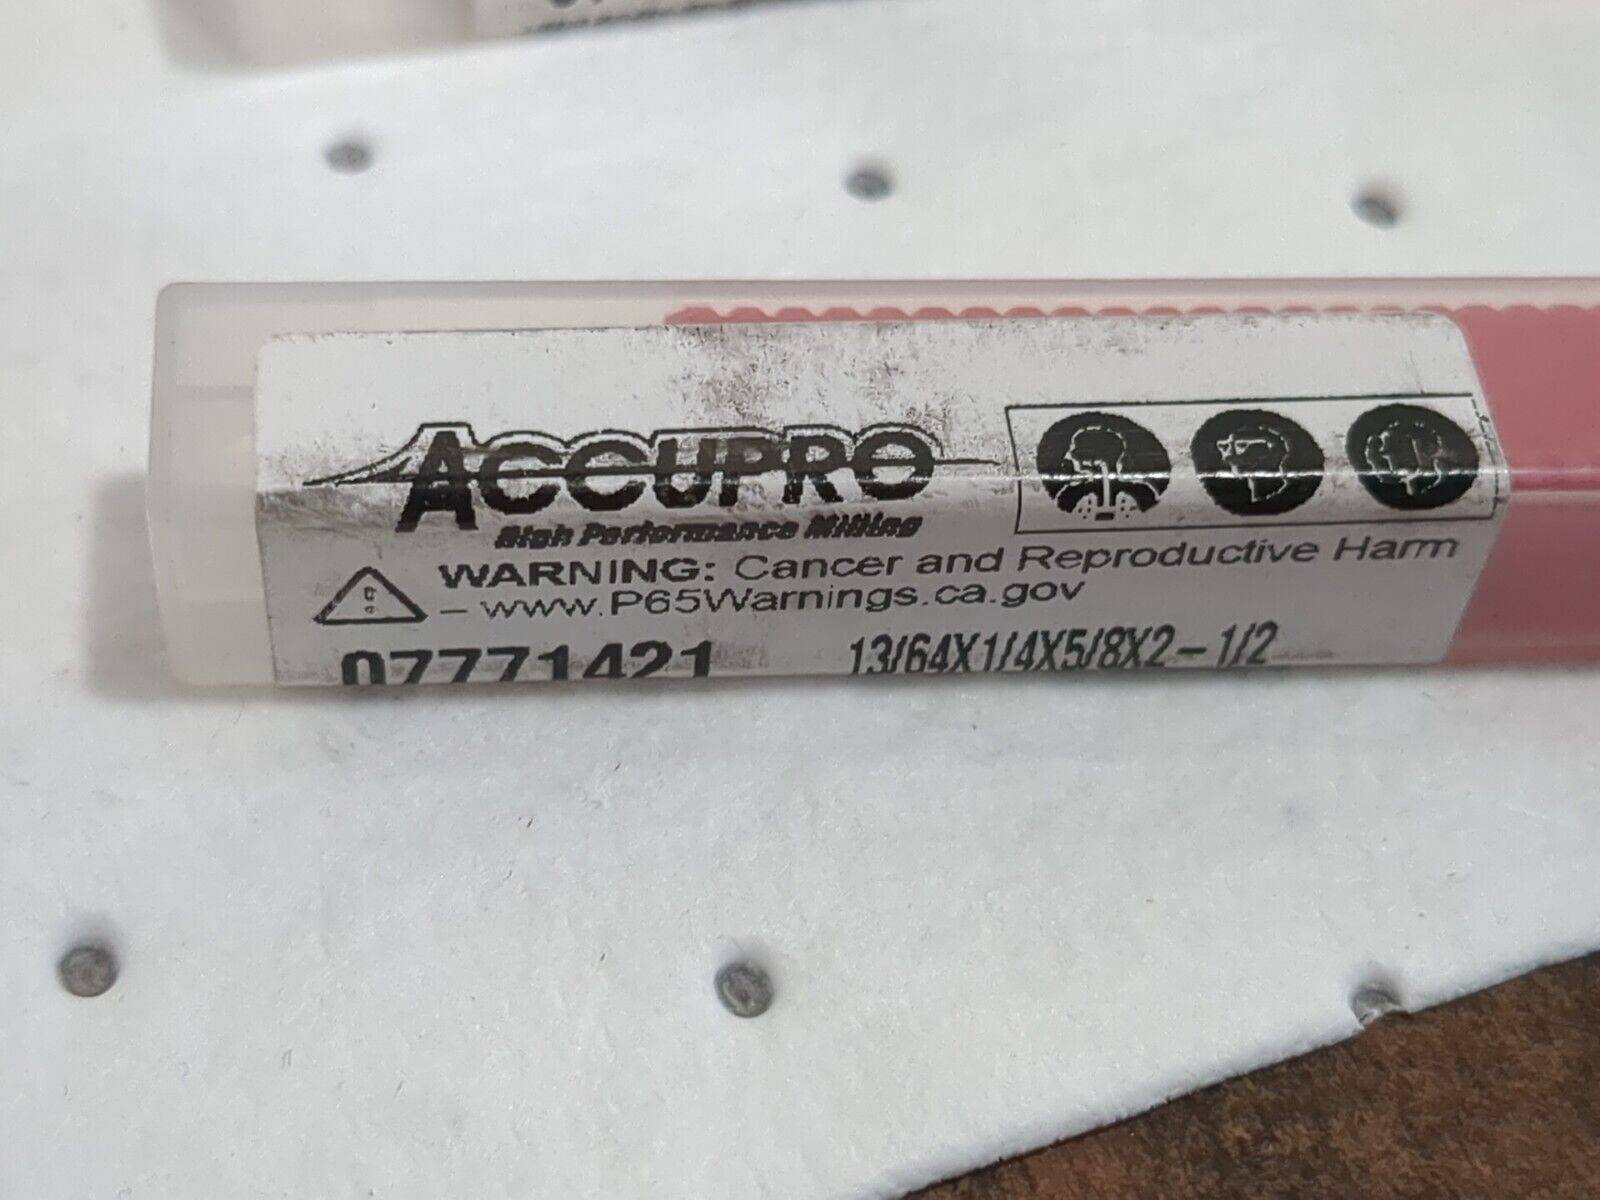 ACCUPRO
High Performance Milling
WARNING: Cancer and Reproductive Harm
– www.P65Warnings.ca.gov
07771421 13/64X1/4X5/8X2-1/2